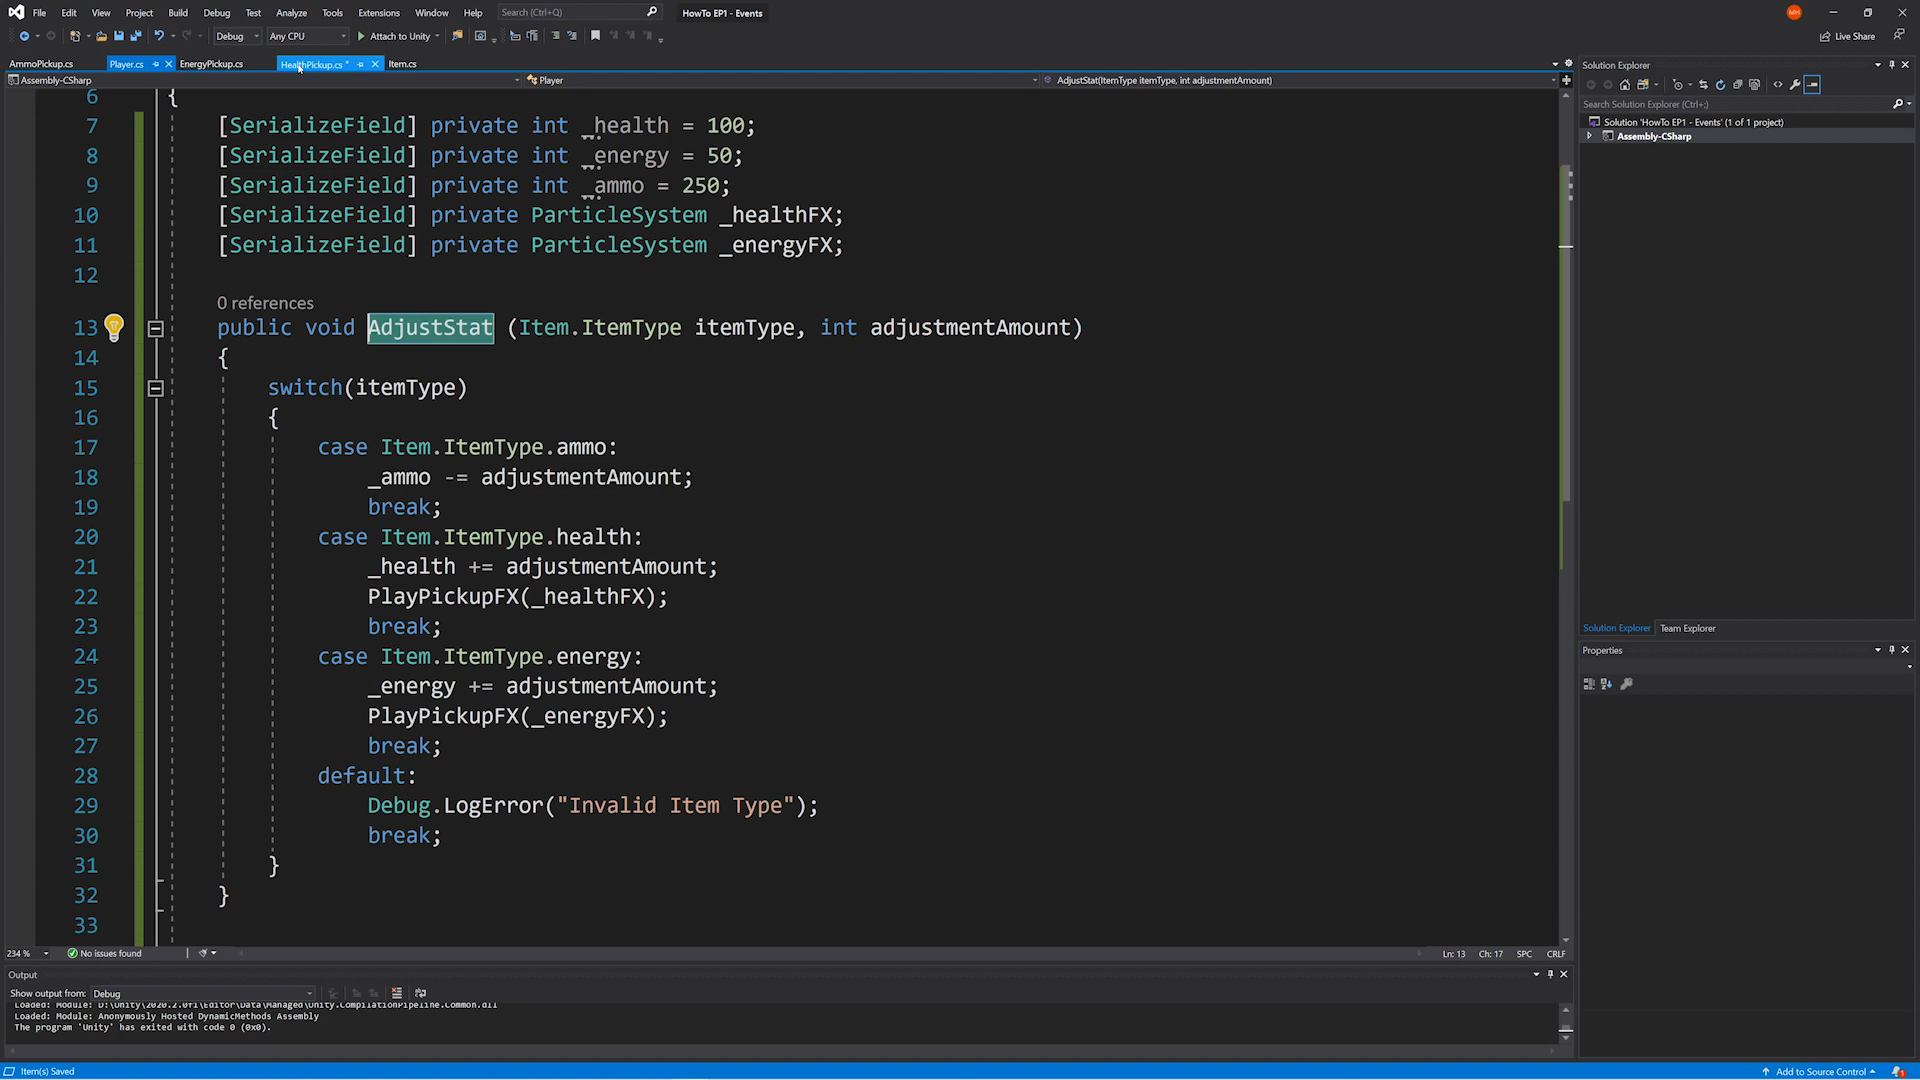 File Edit View Project Build Debug Test Analyze Tools Extensions Window Help Search (Ctrl+Q) HowTo EP1 - Events MH
Debug Any CPU Attach to Unity Live Share
AmmoPickup.cs Player.cs EnergyPickup.cs HealthPickup.cs * Item.cs
Assembly-CSharp Player AdjustStat(ItemType itemType, int adjustmentAmount)
6 {
7 [SerializeField] private int _health = 100;
8 [SerializeField] private int _energy = 50;
9 [SerializeField] private int _ammo = 250;
10 [SerializeField] private ParticleSystem _healthFX;
11 [SerializeField] private ParticleSystem _energyFX;
12
0 references
13 public void AdjustStat (Item.ItemType itemType, int adjustmentAmount)
14 {
15 switch(itemType)
16 {
17 case Item.ItemType.ammo:
18 _ammo -= adjustmentAmount;
19 break;
20 case Item.ItemType.health:
21 _health += adjustmentAmount;
22 PlayPickupFX(_healthFX);
23 break;
24 case Item.ItemType.energy:
25 _energy += adjustmentAmount;
26 PlayPickupFX(_energyFX);
27 break;
28 default:
29 Debug.LogError("Invalid Item Type");
30 break;
31 }
32 }
33
234 % No issues found Ln: 13 Ch: 17 SPC CRLF
Output
Show output from: Debug
Loaded: Module: D:\Unity\2020.2.0f1\Editor\Data\Managed\Unity.CompilationPipeline.Common.dll
Loaded: Module: Anonymously Hosted DynamicMethods Assembly
The program 'Unity' has exited with code 0 (0x0).
Item(s) Saved Add to Source Control 1
Solution Explorer
Search Solution Explorer (Ctrl+;)
Solution 'HowTo EP1 - Events' (1 of 1 project)
Assembly-CSharp
Solution Explorer Team Explorer
Properties